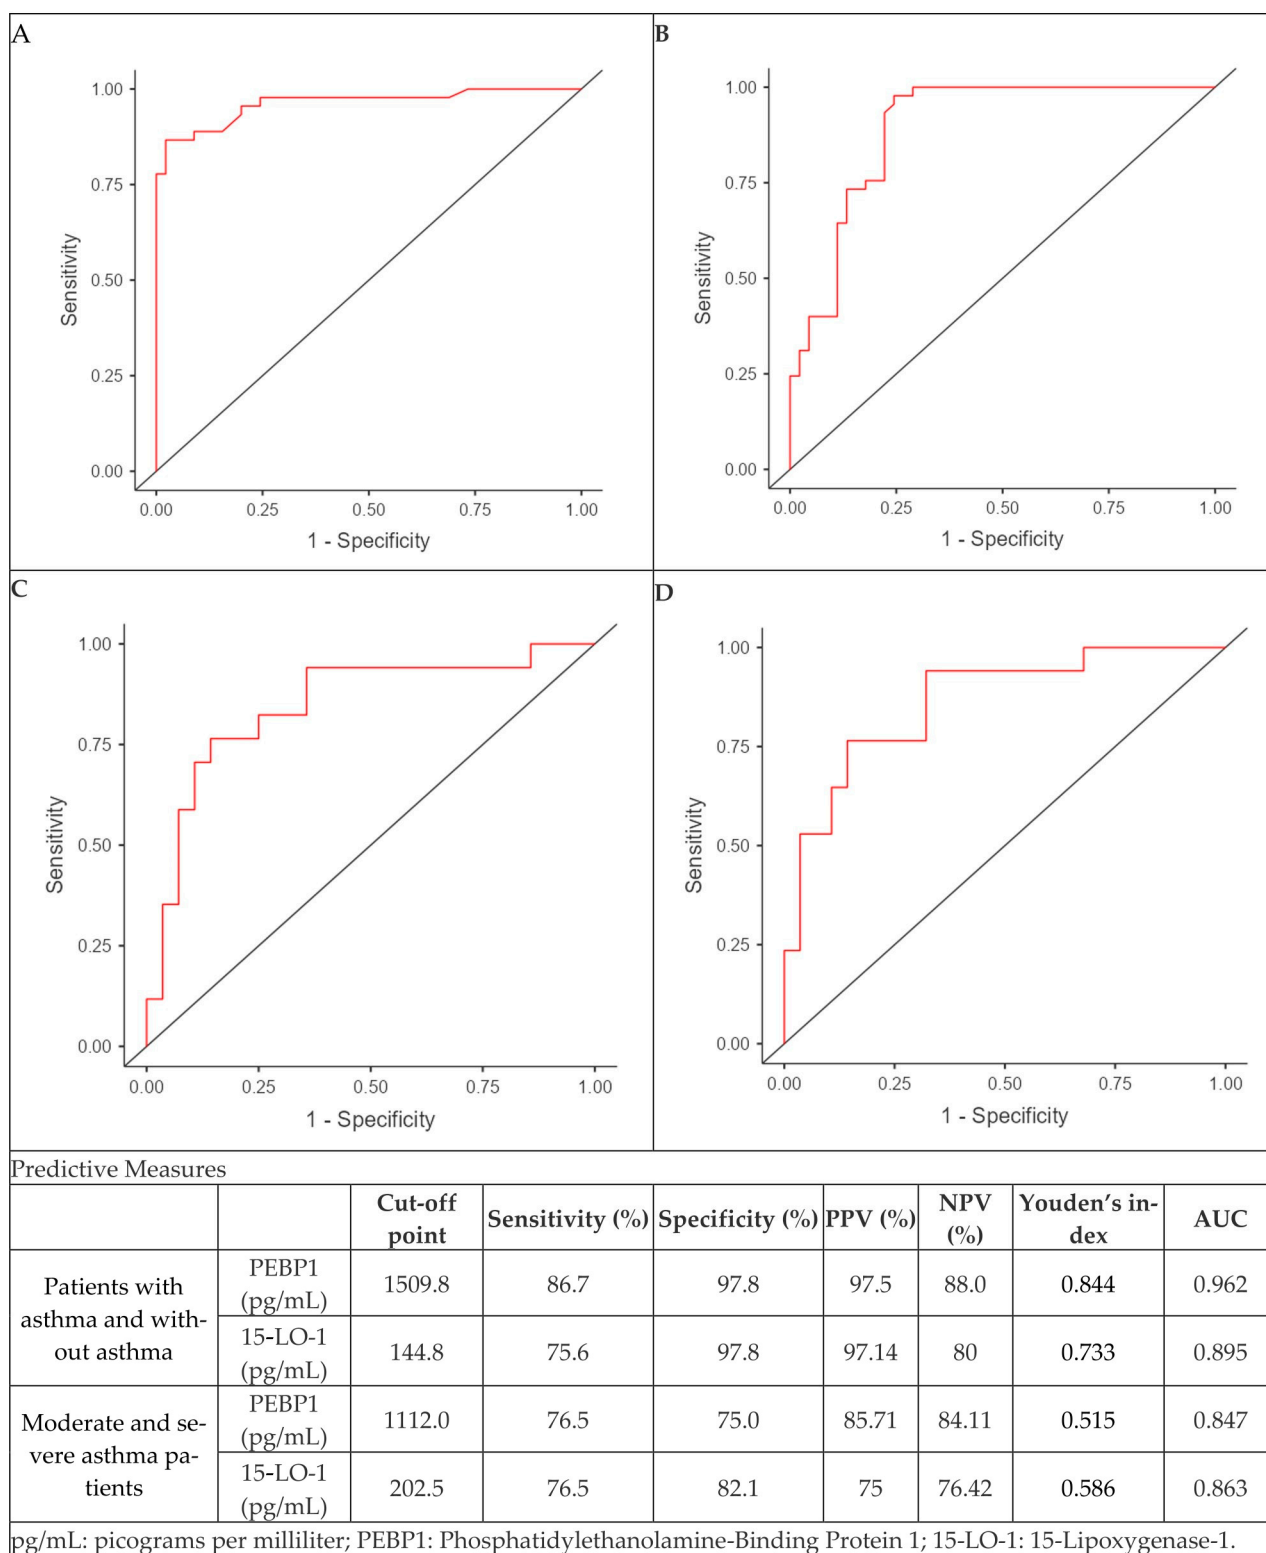 A
1.00
0.75
0.50
0.25
0.00
Sensitivity
0.00 0.25 0.50 0.75 1.00
1 - Specificity
B
1.00
0.75
0.50
0.25
0.00
Sensitivity
0.00 0.25 0.50 0.75 1.00
1 - Specificity
C
1.00
0.75
0.50
0.25
0.00
Sensitivity
0.00 0.25 0.50 0.75 1.00
1 - Specificity
D
1.00
0.75
0.50
0.25
0.00
Sensitivity
0.00 0.25 0.50 0.75 1.00
1 - Specificity
Predictive Measures
Cut-off
point
Sensitivity (%)
Specificity (%)
PPV (%)
NPV
(%)
Youden's in-
dex
AUC
Patients with
asthma and with-
out asthma
PEBP1
(pg/mL)
1509.8 86.7 97.8 97.5 88.0 0.844 0.962
15-LO-1
(pg/mL)
144.8 75.6 97.8 97.14 80 0.733 0.895
Moderate and se-
vere asthma pa-
tients
PEBP1
(pg/mL)
1112.0 76.5 75.0 85.71 84.11 0.515 0.847
15-LO-1
(pg/mL)
202.5 76.5 82.1 75 76.42 0.586 0.863
pg/mL: picograms per milliliter; PEBP1: Phosphatidylethanolamine-Binding Protein 1; 15-LO-1: 15-Lipoxygenase-1.